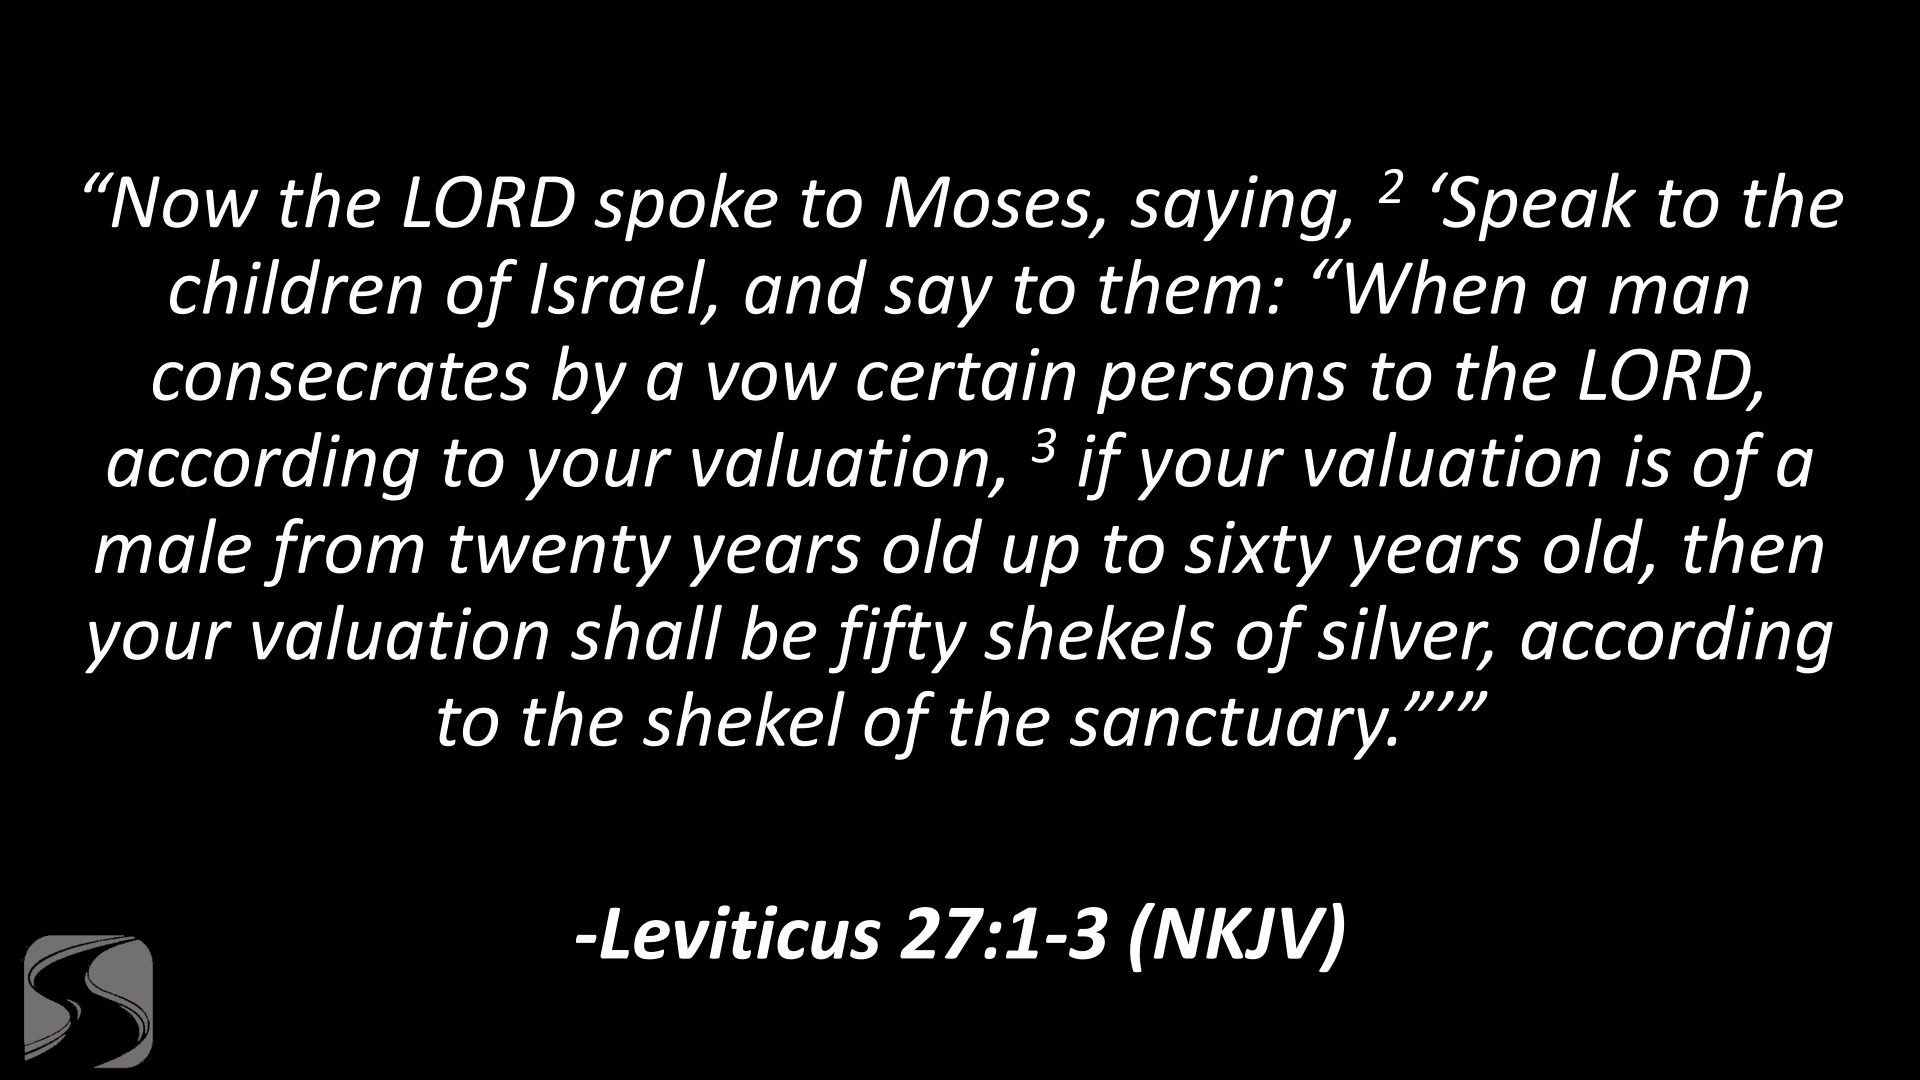 “Now the LORD spoke to Moses, saying, ² ‘Speak to the
children of Israel, and say to them: “When a man
consecrates by a vow certain persons to the LORD,
according to your valuation, ³ if your valuation is of a
male from twenty years old up to sixty years old, then
your valuation shall be fifty shekels of silver, according
to the shekel of the sanctuary.”’”
-Leviticus 27:1-3 (NKJV)